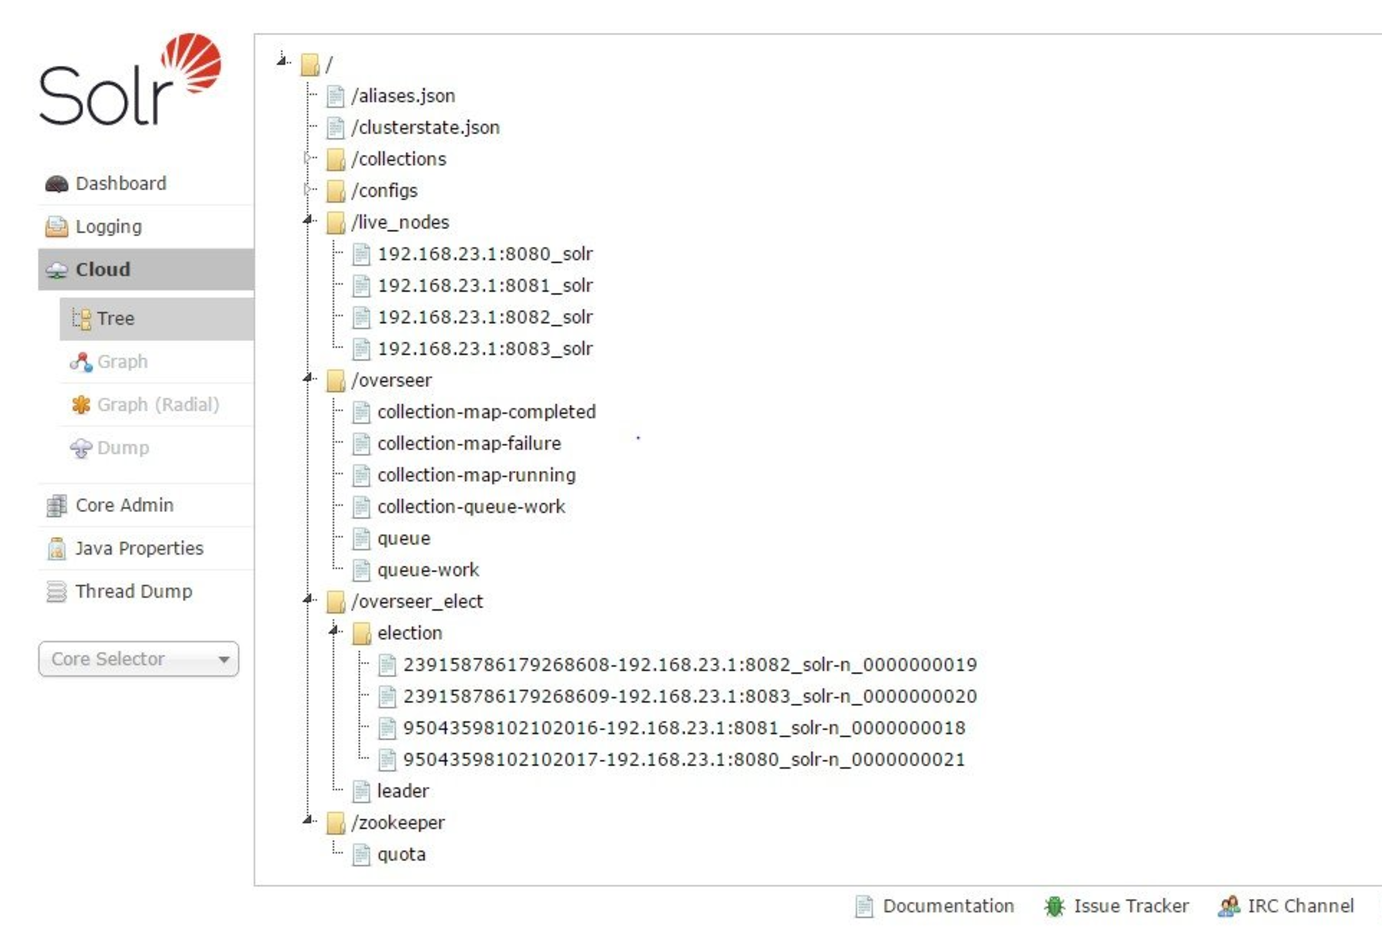 Solr
Dashboard
Logging
Cloud
Tree
Graph
Graph (Radial)
Dump
Core Admin
Java Properties
Thread Dump
Core Selector
/
/aliases.json
/clusterstate.json
/collections
/configs
/live_nodes
192.168.23.1:8080_solr
192.168.23.1:8081_solr
192.168.23.1:8082_solr
192.168.23.1:8083_solr
/overseer
collection-map-completed
collection-map-failure
collection-map-running
collection-queue-work
queue
queue-work
/overseer_elect
election
239158786179268608-192.168.23.1:8082_solr-n_0000000019
239158786179268609-192.168.23.1:8083_solr-n_0000000020
95043598102102016-192.168.23.1:8081_solr-n_0000000018
95043598102102017-192.168.23.1:8080_solr-n_0000000021
leader
/zookeeper
quota
Documentation Issue Tracker IRC Channel